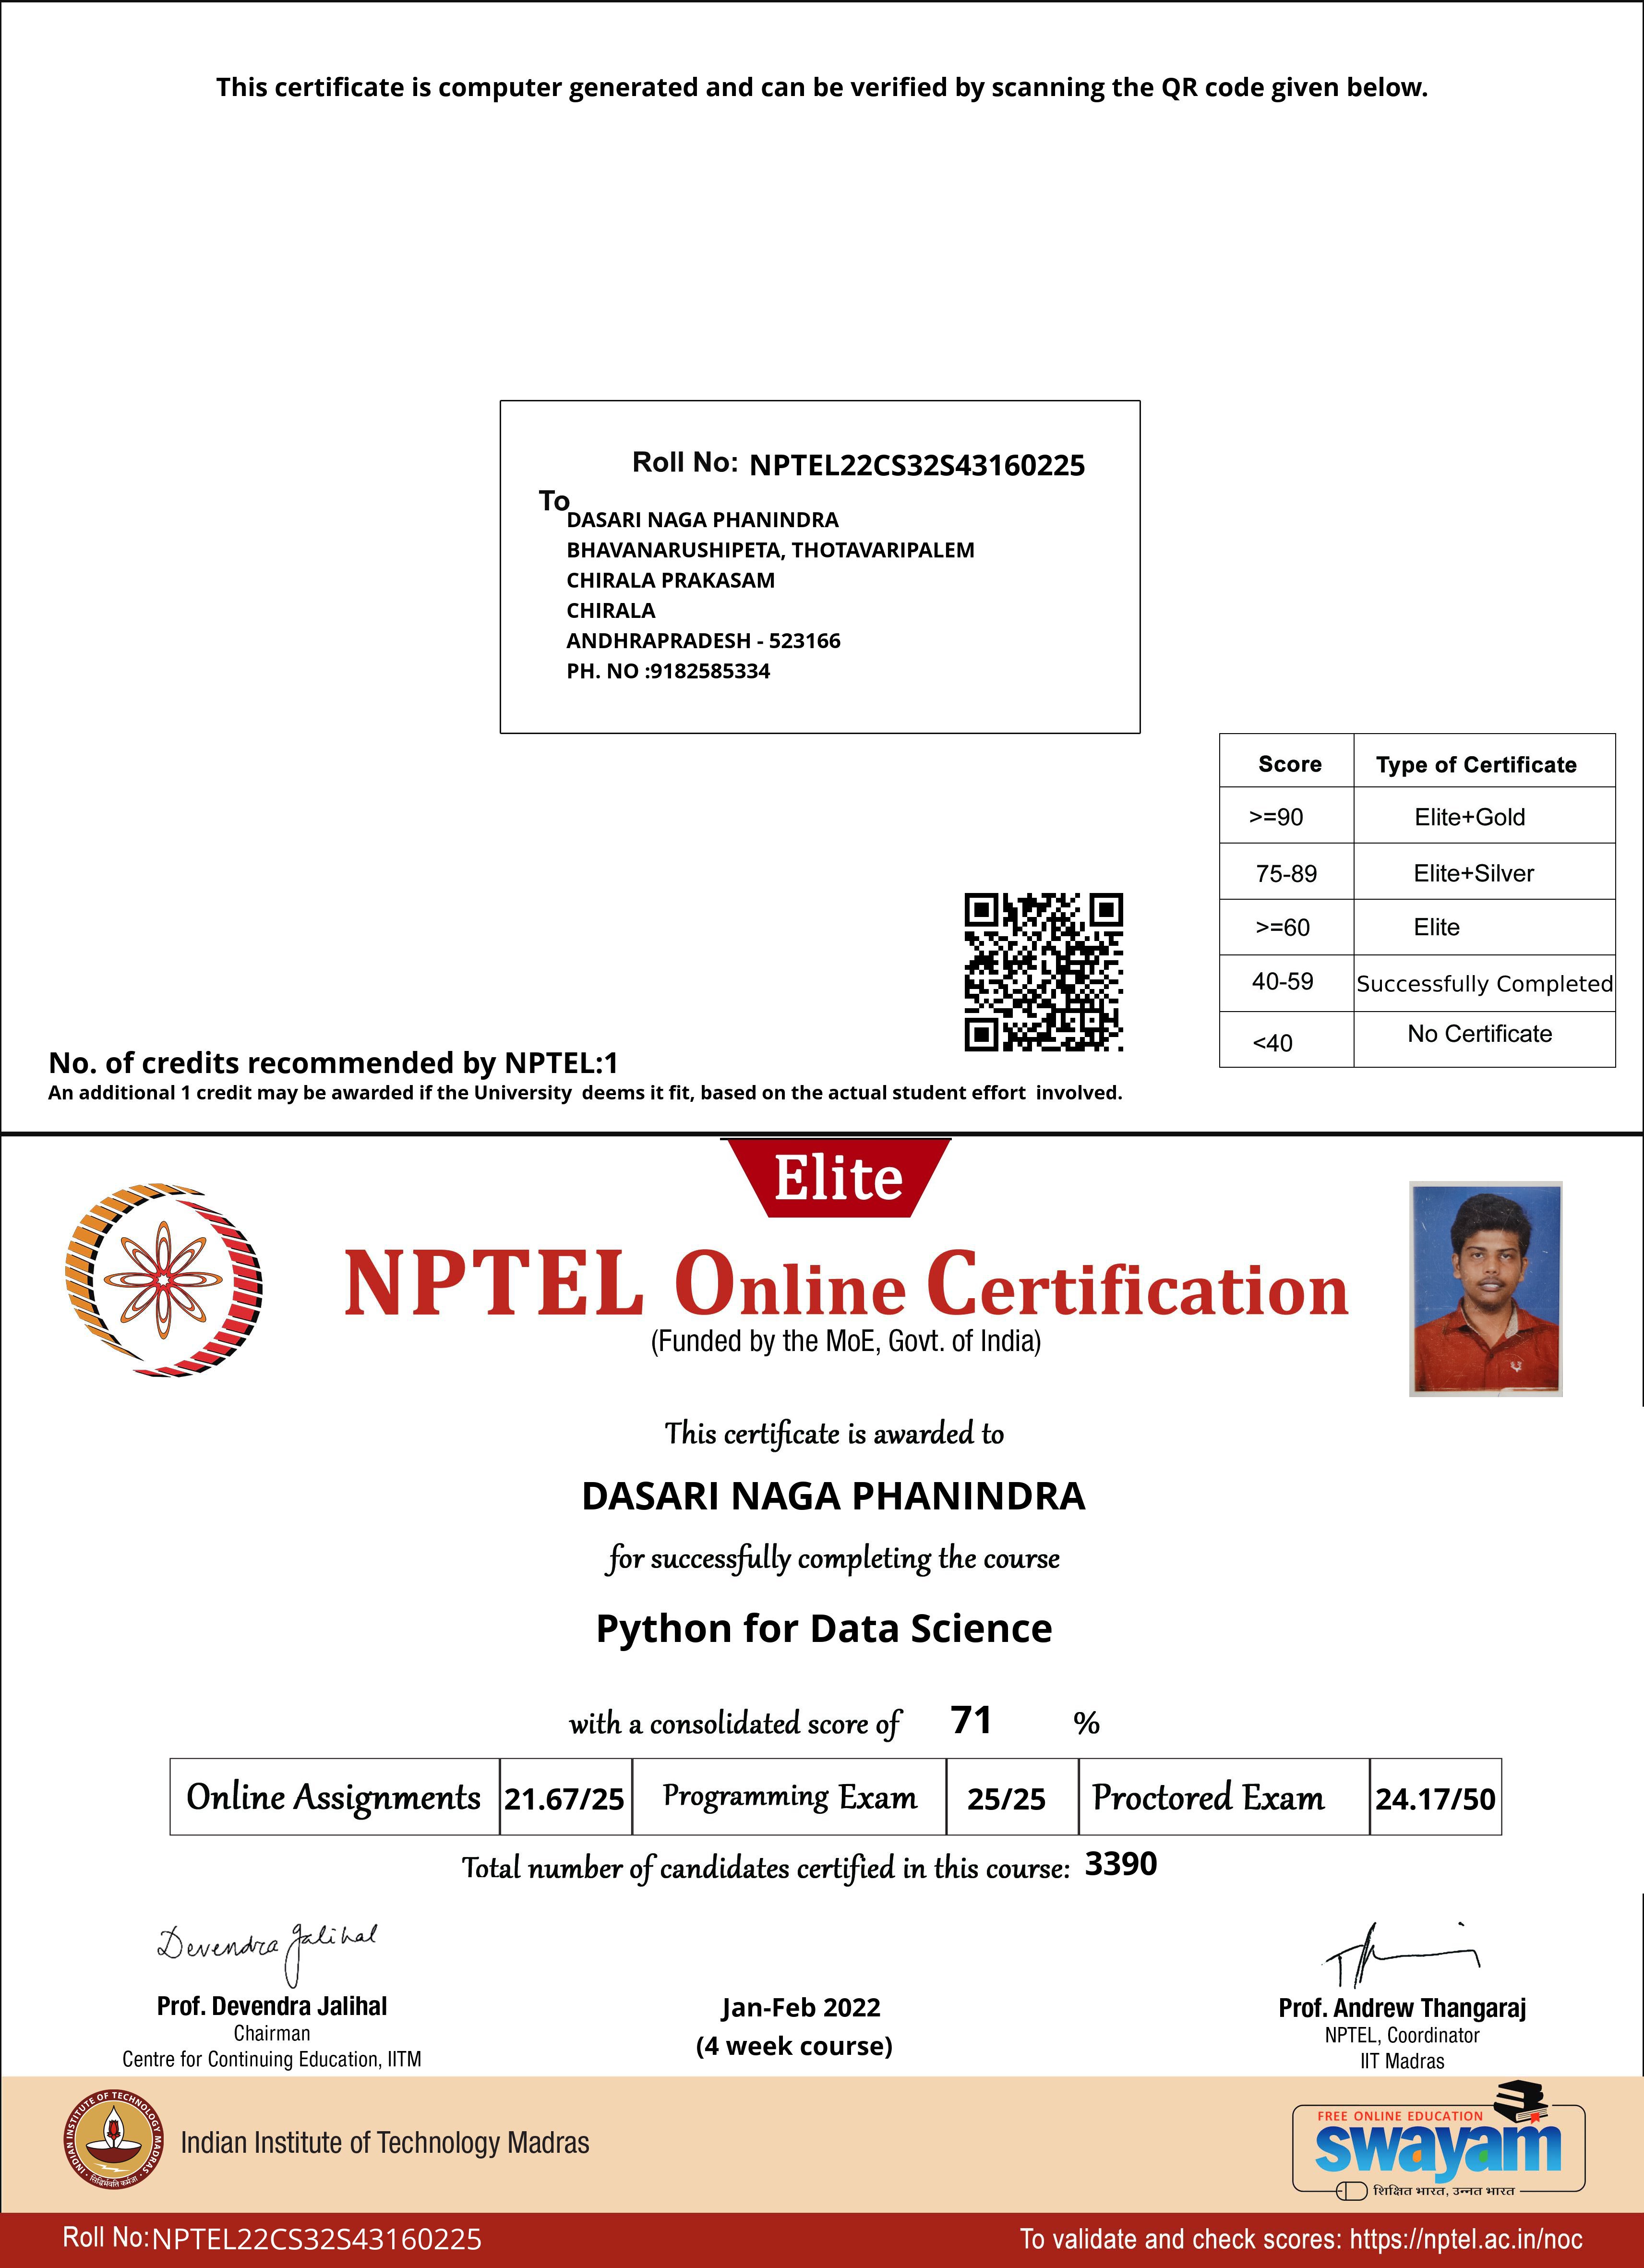 This certificate is computer generated and can be verified by scanning the QR code given below.
Roll No: NPTEL22CS32S43160225
To
DASARI NAGA PHANINDRA
BHAVANARUSHIPETA, THOTAVARIPALEM
CHIRALA PRAKASAM
CHIRALA
ANDHRAPRADESH - 523166
PH. NO :9182585334
Score Type of Certificate
>=90 Elite+Gold
75-89 Elite+Silver
>=60 Elite
40-59 Successfully Completed
<40 No Certificate
No. of credits recommended by NPTEL:1
An additional 1 credit may be awarded if the University deems it fit, based on the actual student effort involved.
Elite
NPTEL Online Certification
(Funded by the MoE, Govt. of India)
This certificate is awarded to
DASARI NAGA PHANINDRA
for successfully completing the course
Python for Data Science
with a consolidated score of 71 %
Online Assignments 21.67/25 Programming Exam 25/25 Proctored Exam 24.17/50
Total number of candidates certified in this course: 3390
Devendra Jalihal
Prof. Devendra Jalihal
Chairman
Centre for Continuing Education, IITM
Jan-Feb 2022
(4 week course)
Prof. Andrew Thangaraj
NPTEL, Coordinator
IIT Madras
INDIAN INSTITUTE OF TECHNOLOGY MADRAS
सिद्धिर्भवति कर्मजा
Indian Institute of Technology Madras
FREE ONLINE EDUCATION
swayam
शिक्षित भारत, उन्नत भारत
Roll No: NPTEL22CS32S43160225
To validate and check scores: https://nptel.ac.in/noc